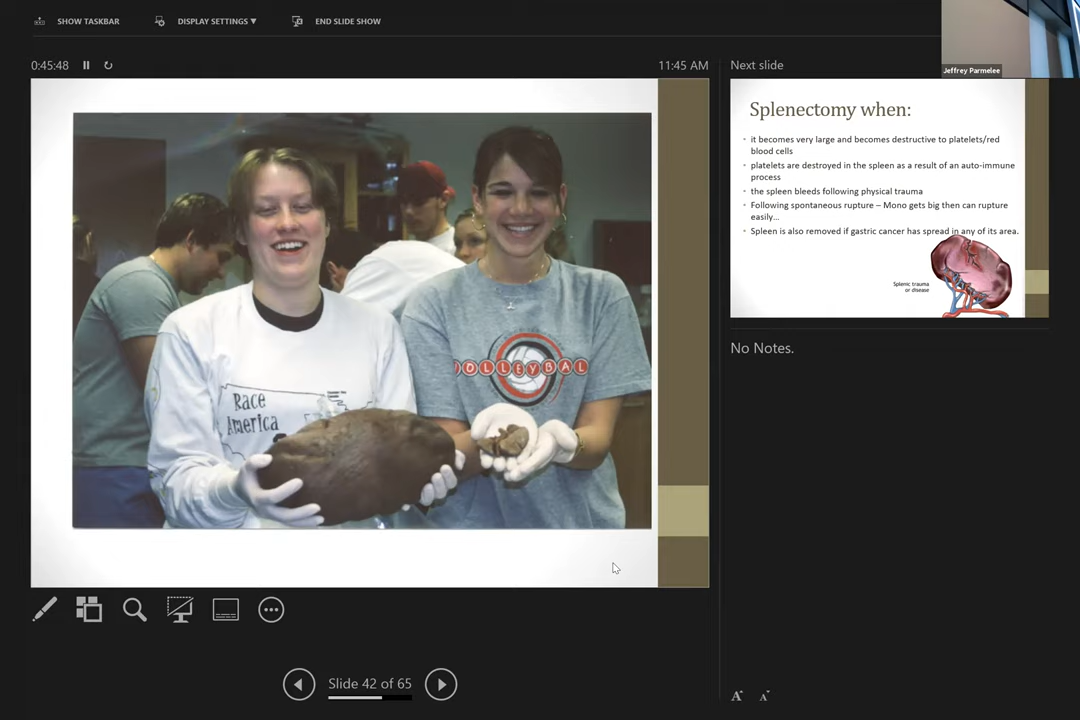 SHOW TASKBAR
DISPLAY SETTINGS ▼
END SLIDE SHOW
Jeffrey Parmelee
0:45:48
11:45 AM
Next slide
Race
America
VOLLEYBAL
Splenectomy when:
• it becomes very large and becomes destructive to platelets/red
blood cells
• platelets are destroyed in the spleen as a result of an auto-immune
process
• the spleen bleeds following physical trauma
• Following spontaneous rupture – Mono gets big then can rupture
easily...
• Spleen is also removed if gastric cancer has spread in any of its area.
Splenic trauma
or disease
No Notes.
Slide 42 of 65
A A